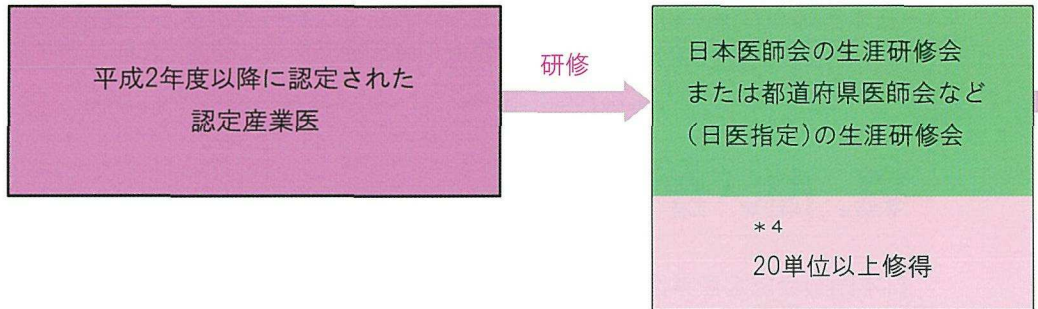 平成2年度以降に認定された
認定産業医
研修
日本医師会の生涯研修会
または都道府県医師会など
(日医指定)の生涯研修会
*4
20単位以上修得